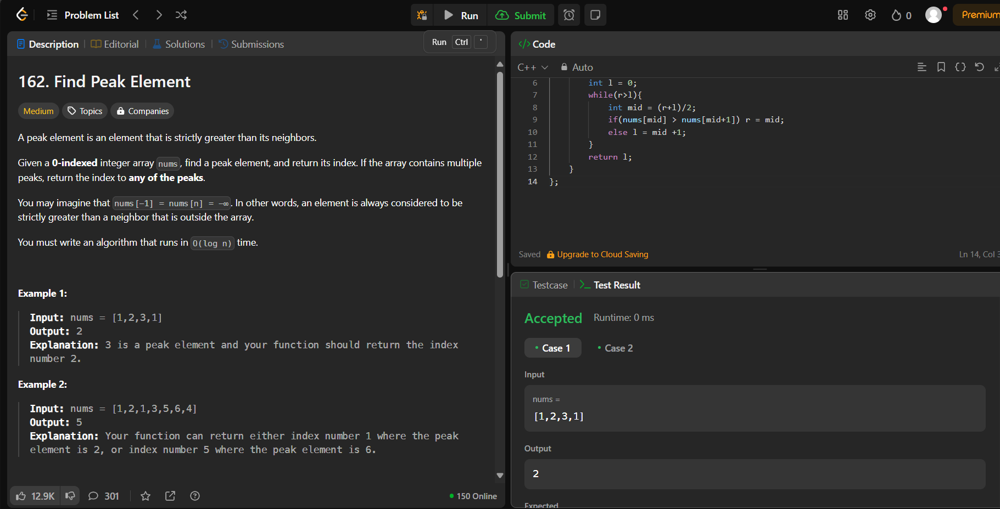 Problem List
Run
Submit
0
Premium
Description
Editorial
Solutions
Submissions
Run Ctrl '
162. Find Peak Element
Medium
Topics
Companies
A peak element is an element that is strictly greater than its neighbors.
Given a 0-indexed integer array nums, find a peak element, and return its index. If the array contains multiple
peaks, return the index to any of the peaks.
You may imagine that nums[-1] = nums[n] = -∞. In other words, an element is always considered to be
strictly greater than a neighbor that is outside the array.
You must write an algorithm that runs in O(log n) time.
Example 1:
Input: nums = [1,2,3,1]
Output: 2
Explanation: 3 is a peak element and your function should return the index
number 2.
Example 2:
Input: nums = [1,2,1,3,5,6,4]
Output: 5
Explanation: Your function can return either index number 1 where the peak
element is 2, or index number 5 where the peak element is 6.
12.9K
301
150 Online
</> Code
C++
Auto
6 int l = 0;
7 while(r>l){
8 int mid = (r+l)/2;
9 if(nums[mid] > nums[mid+1]) r = mid;
10 else l = mid +1;
11 }
12 return l;
13 }
14 };
Saved
Upgrade to Cloud Saving
Ln 14, Col 3
Testcase
Test Result
Accepted
Runtime: 0 ms
Case 1
Case 2
Input
nums =
[1,2,3,1]
Output
2
Expected